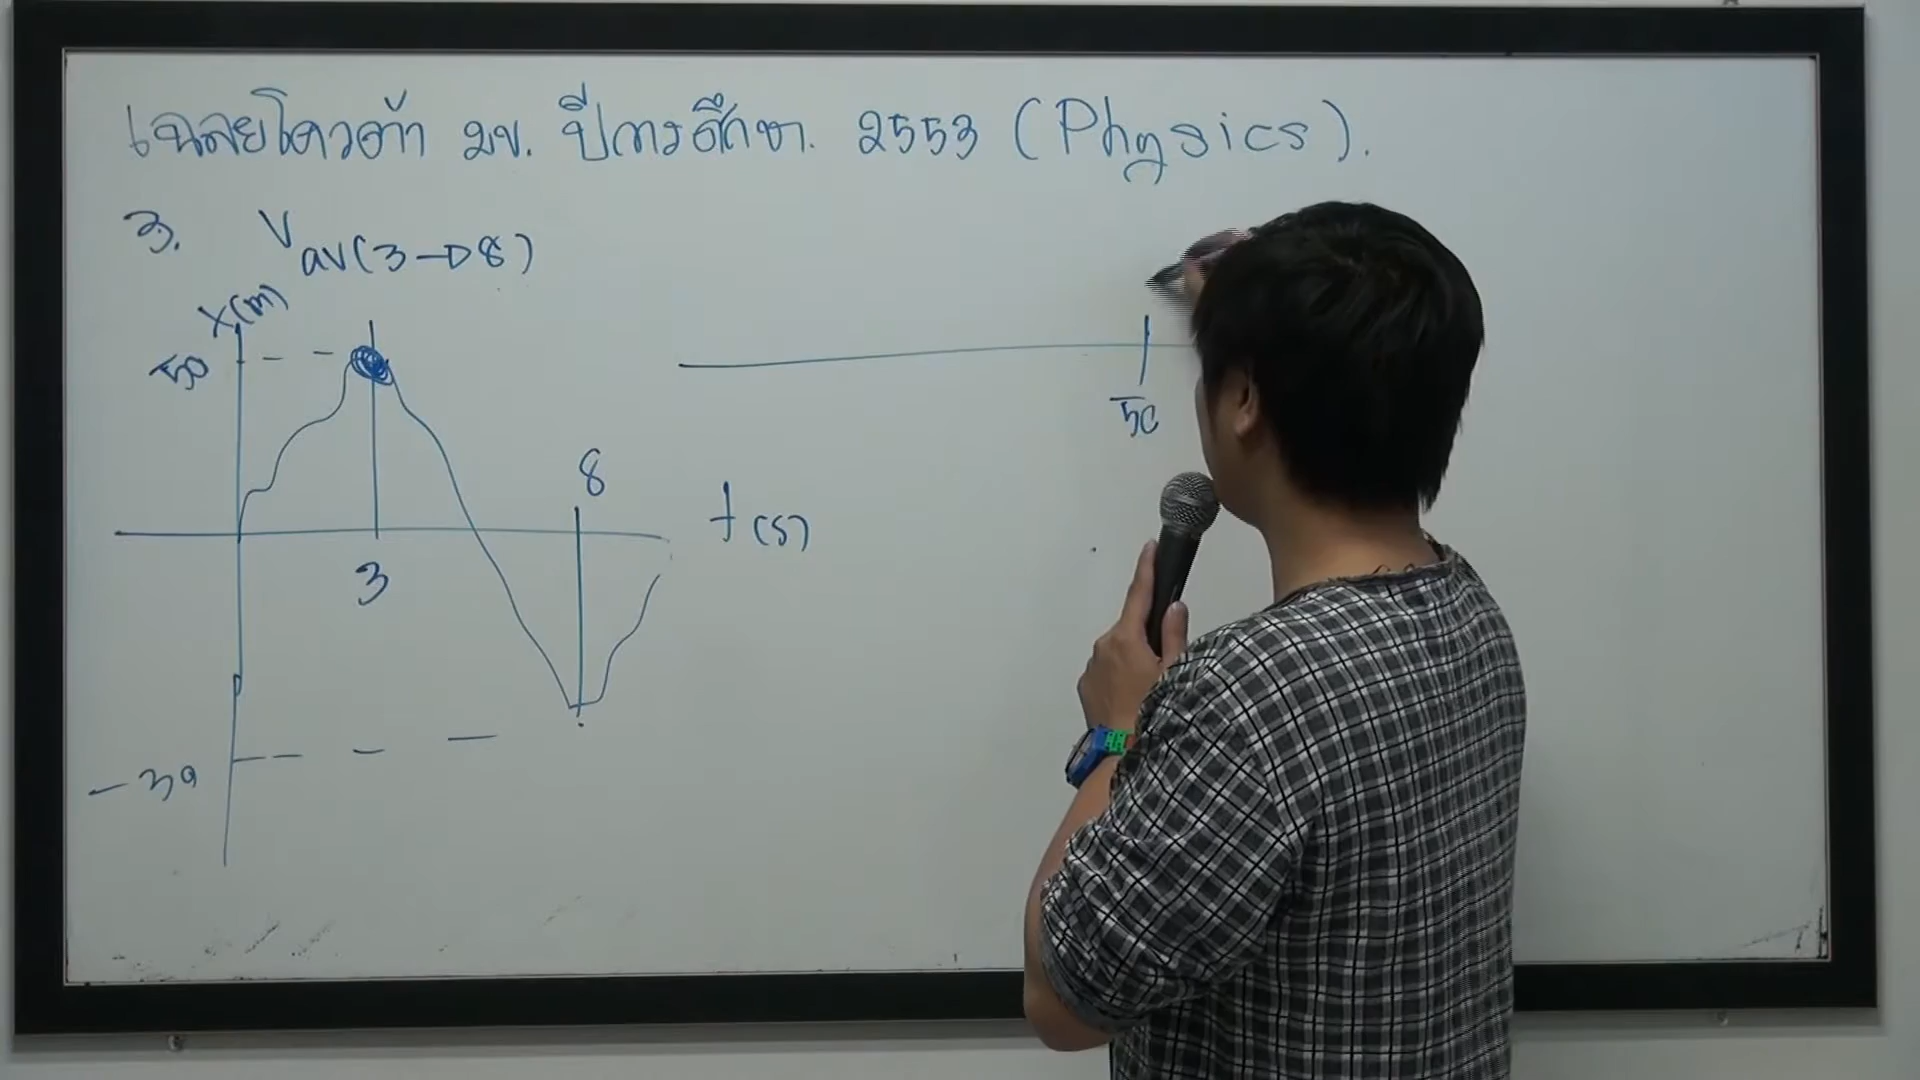 เฉลยโควต้า มข. ปีการศึกษา. 2553 (Physics).
3. V av(3→8)
x(m)
50
8
t(s)
3
-30
50